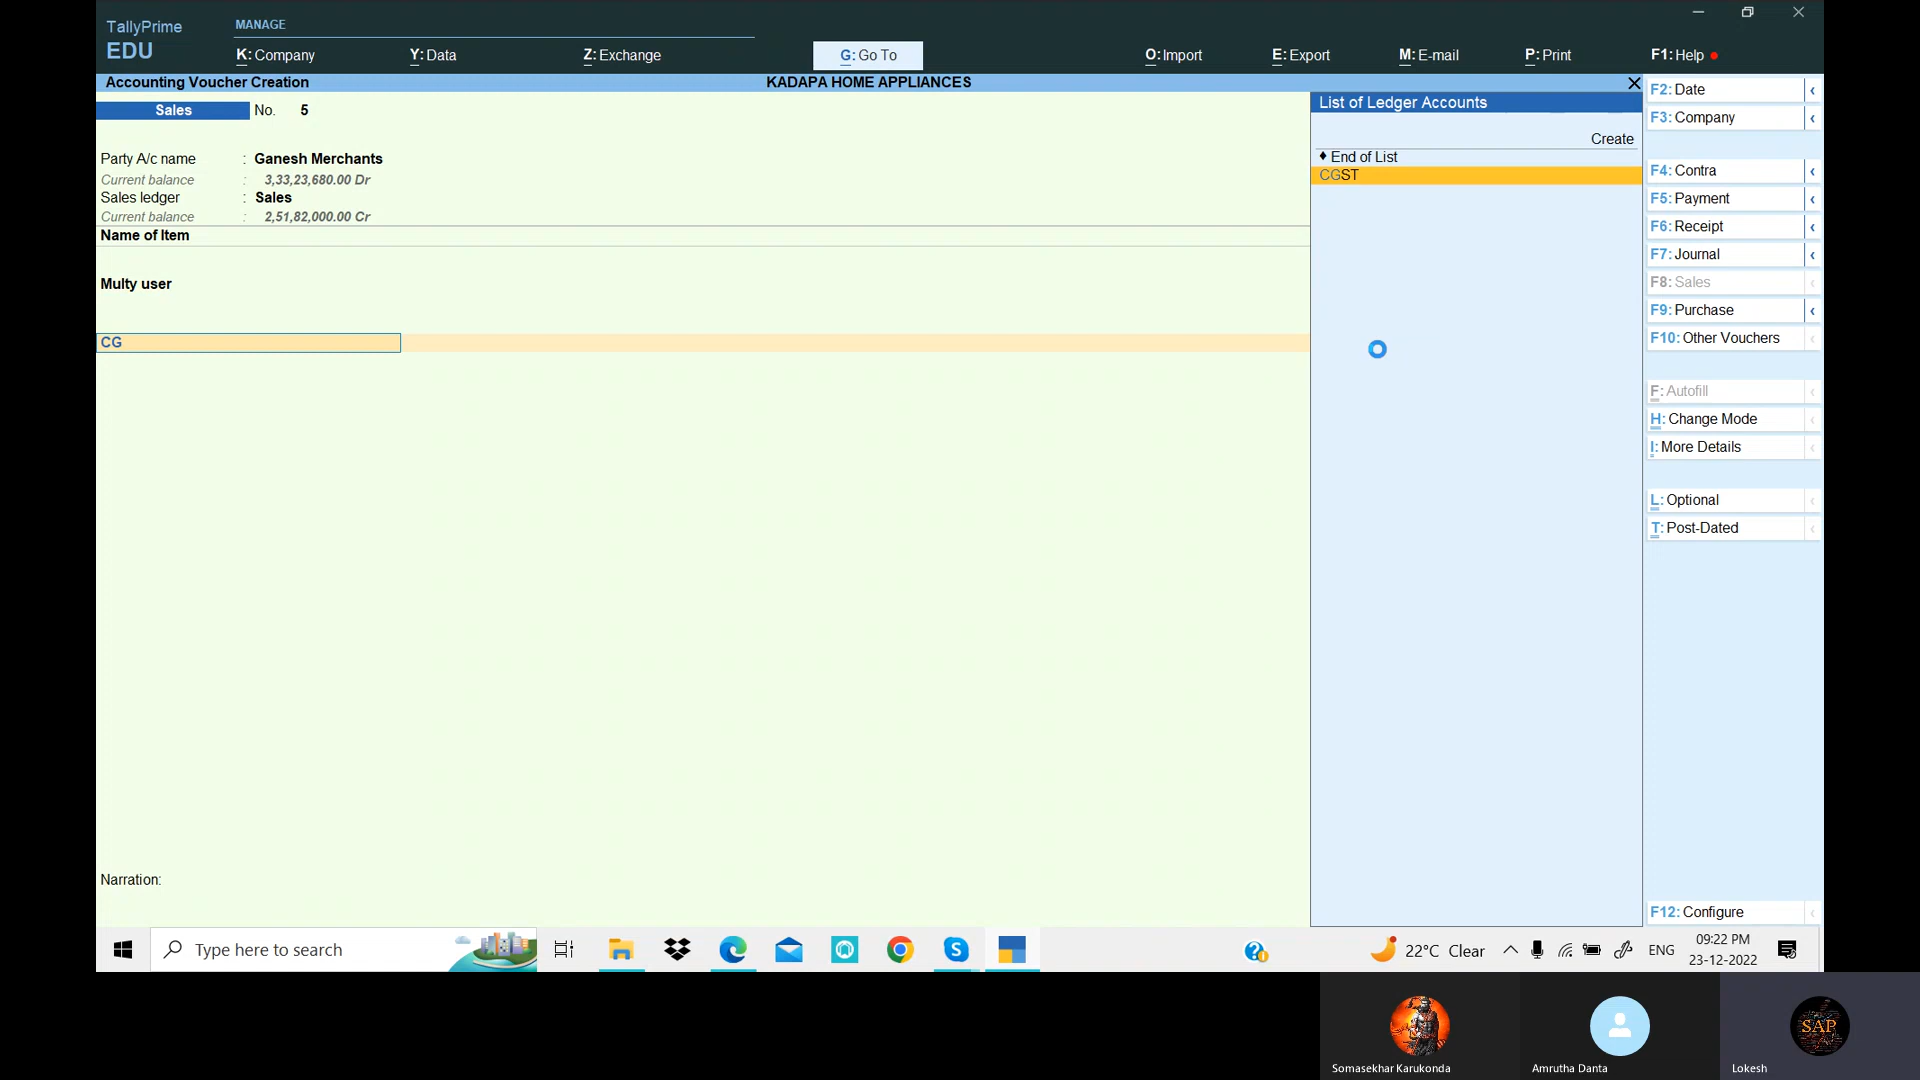 TallyPrime
EDU
MANAGE
K: Company
Y: Data
Z: Exchange
G: Go To
O: Import
E: Export
M: E-mail
P: Print
F1: Help
Accounting Voucher Creation
KADAPA HOME APPLIANCES
Sales No. 5
Party A/c name : Ganesh Merchants
Current balance : 3,33,23,680.00 Dr
Sales ledger : Sales
Current balance : 2,51,82,000.00 Cr
Name of Item
Multy user
CG
Narration:
List of Ledger Accounts
Create
♦ End of List
CGST
F2: Date
F3: Company
F4: Contra
F5: Payment
F6: Receipt
F7: Journal
F8: Sales
F9: Purchase
F10: Other Vouchers
F: Autofill
H: Change Mode
I: More Details
L: Optional
T: Post-Dated
F12: Configure
Type here to search
22°C Clear
ENG
09:22 PM
23-12-2022
SAP
Somasekhar Karukonda
Amrutha Danta
Lokesh